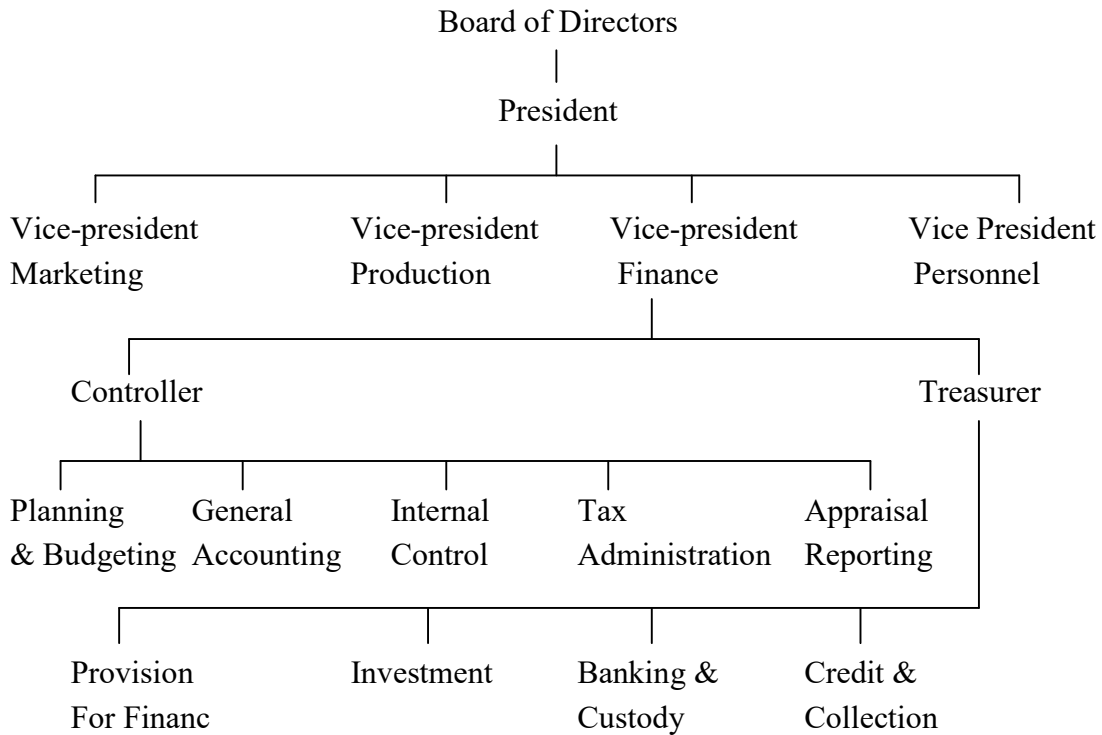 Board of Directors
President
Vice-president Vice-president Vice-president Vice President
Marketing Production Finance Personnel
Controller Treasurer
Planning General Internal Tax Appraisal
& Budgeting Accounting Control Administration Reporting
Provision Investment Banking & Credit &
For Financ Custody Collection